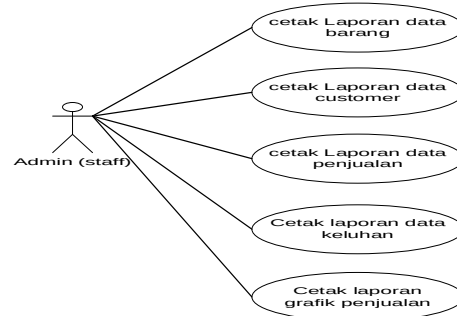 cetak Laporan data
barang
cetak Laporan data
customer
Admin (staff)
cetak Laporan data
penjualan
Cetak laporan data
keluhan
Cetak laporan
grafik penjualan